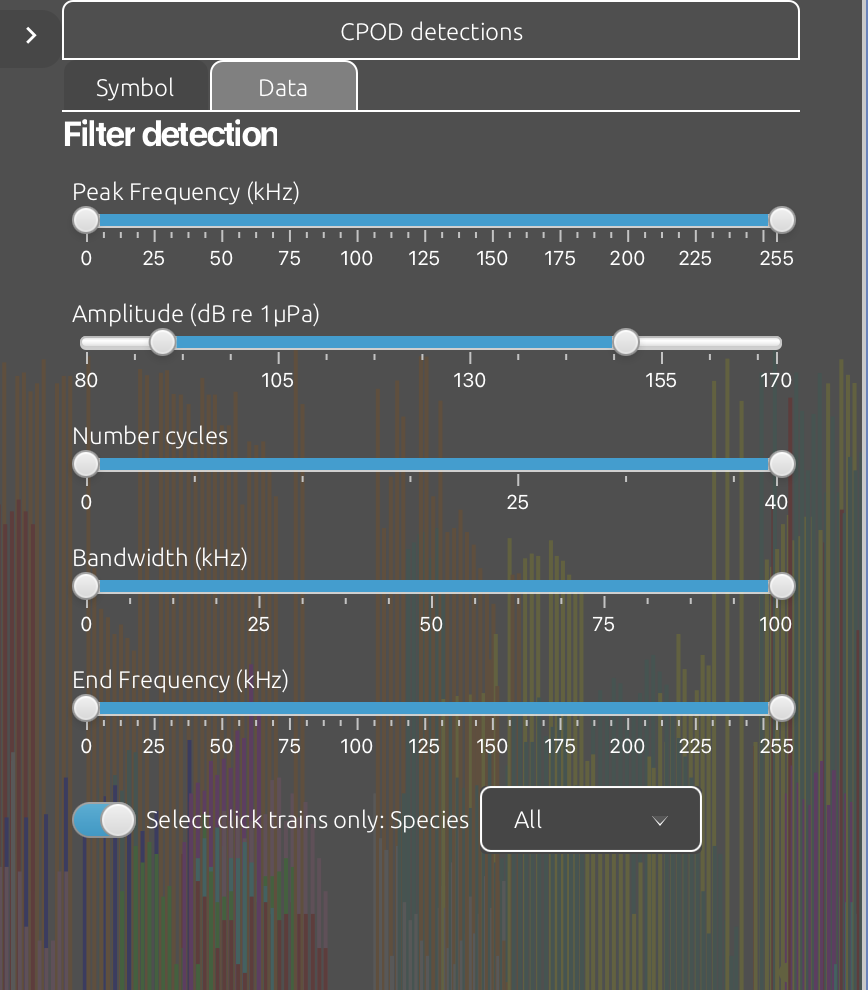 CPOD detections
Symbol Data
Filter detection
Peak Frequency (kHz)
0 25 50 75 100 125 150 175 200 225 255
Amplitude (dB re 1µPa)
80 105 130 155 170
Number cycles
0 25 40
Bandwidth (kHz)
0 25 50 75 100
End Frequency (kHz)
0 25 50 75 100 125 150 175 200 225 255
Select click trains only: Species All